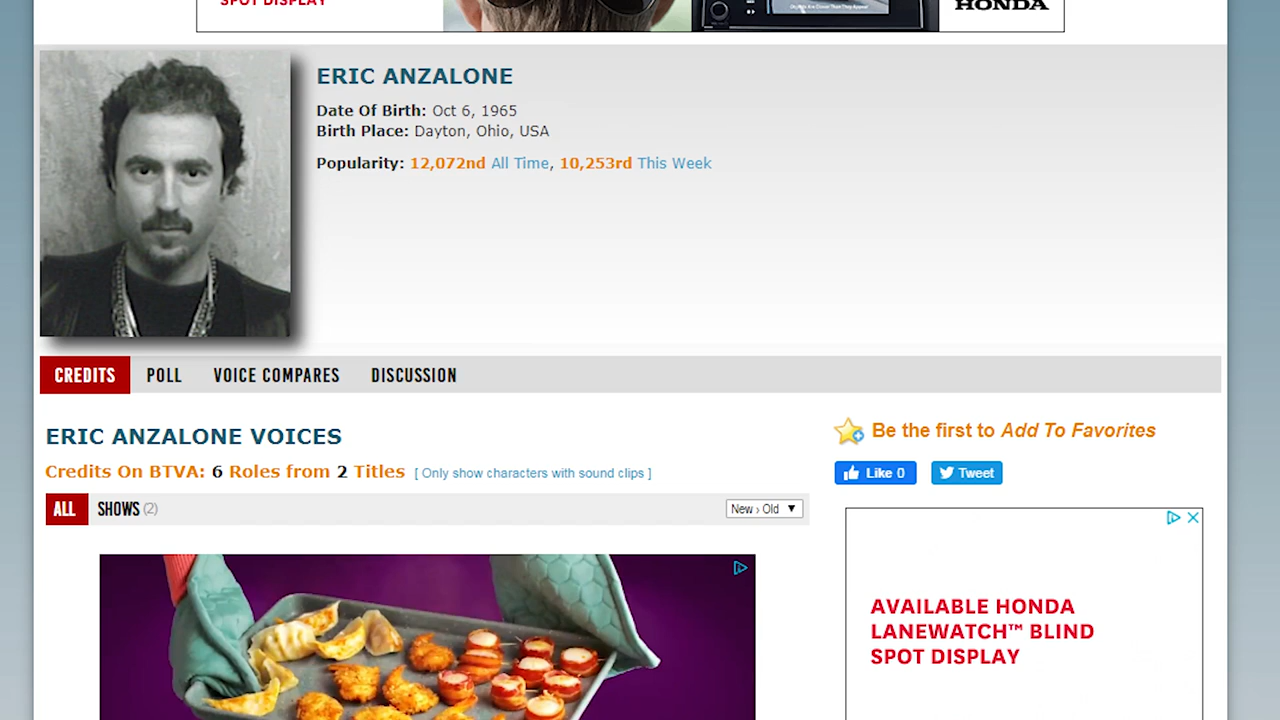 SPOT DISPLAY
HONDA
ERIC ANZALONE
Date Of Birth: Oct 6, 1965
Birth Place: Dayton, Ohio, USA
Popularity: 12,072nd All Time, 10,253rd This Week
CREDITS POLL VOICE COMPARES DISCUSSION
ERIC ANZALONE VOICES
Credits On BTVA: 6 Roles from 2 Titles [ Only show characters with sound clips ]
ALL SHOWS (2) New › Old ▼
Be the first to Add To Favorites
Like 0 Tweet
AVAILABLE HONDA
LANEWATCH™ BLIND
SPOT DISPLAY